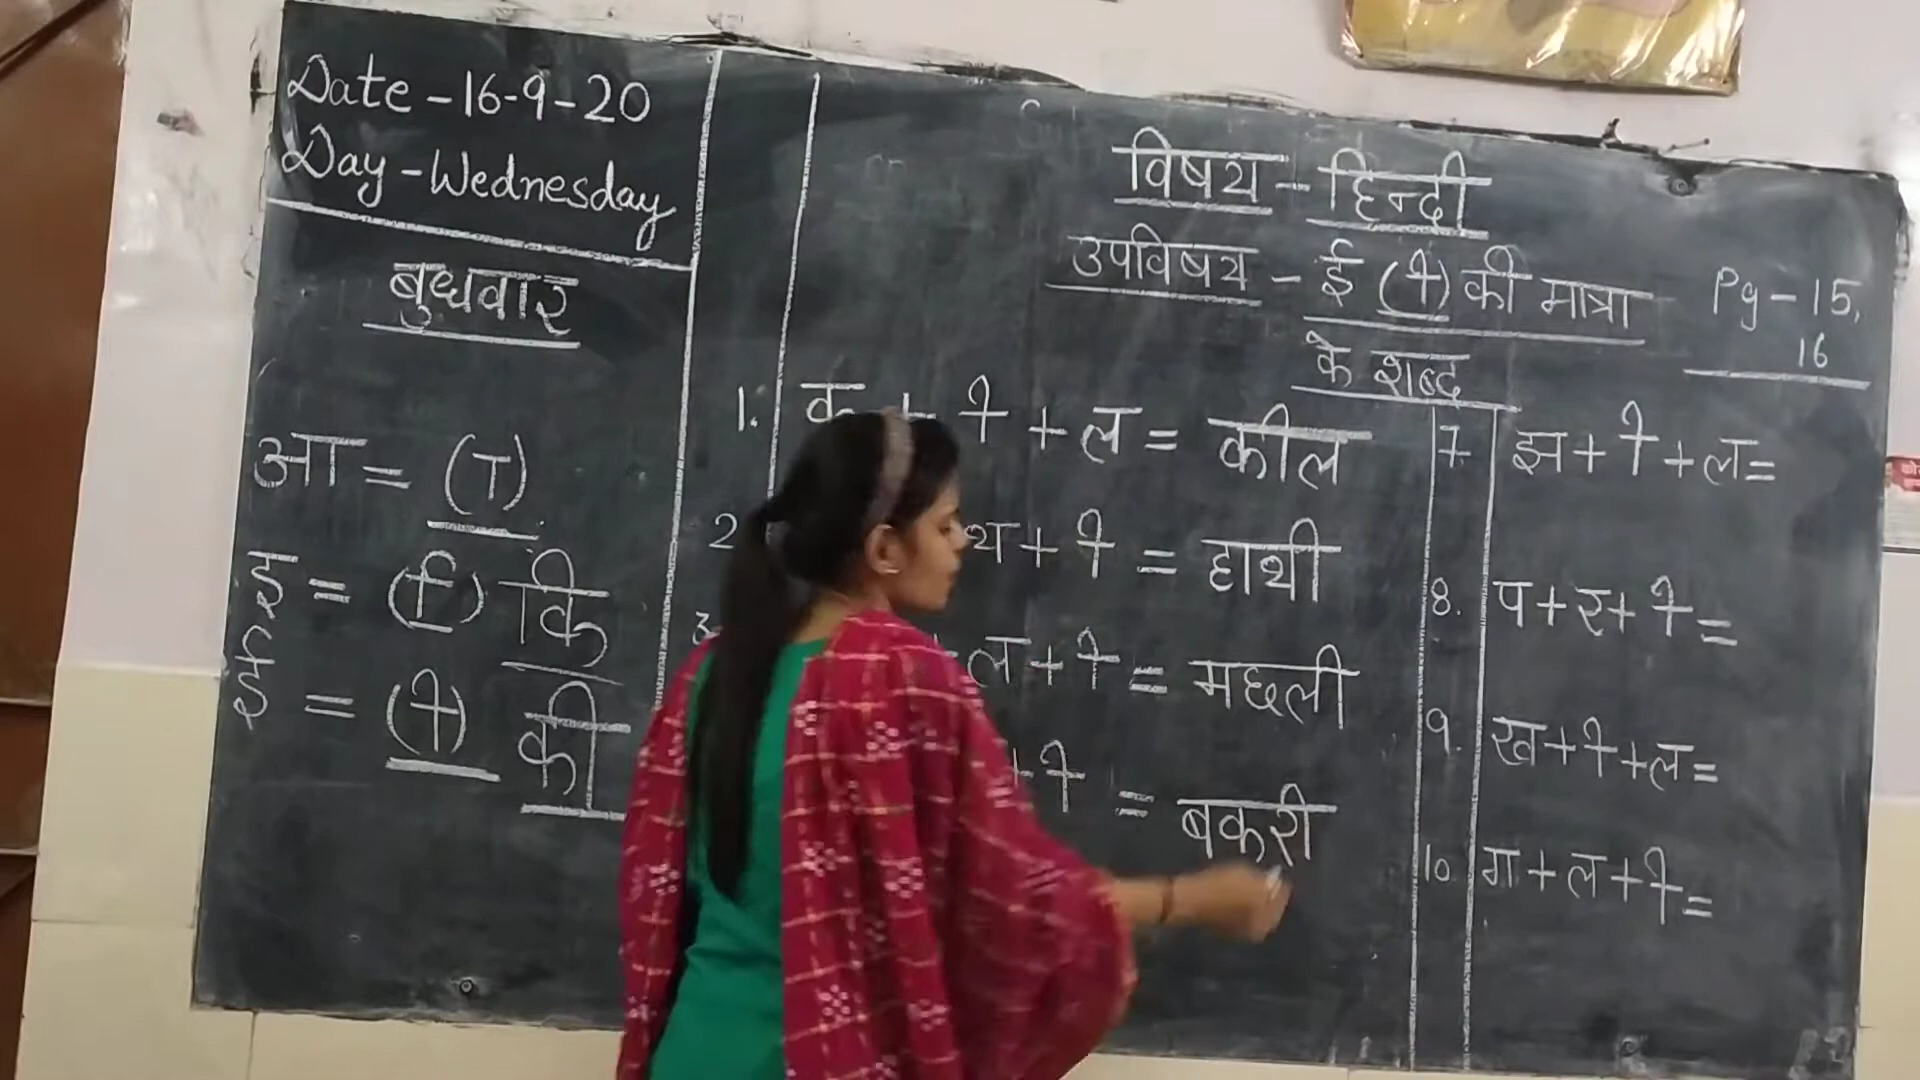 Date - 16-9-20
Day - Wednesday
बुधवार
आ = (ा)
इ = (ि) कि
ई = (ी) की
विषय - हिन्दी
उपविषय - ई (ी) की मात्रा
के शब्द
Pg - 15,
16
1. क + ी + ल = कील
2 थ + ी = हाथी
3 ल + ी = मछली
+ ी = बकरी
7. झ + ी + ल =
8. प + र + ी =
9. ख + ी + ल =
10. ग + ल + ी =